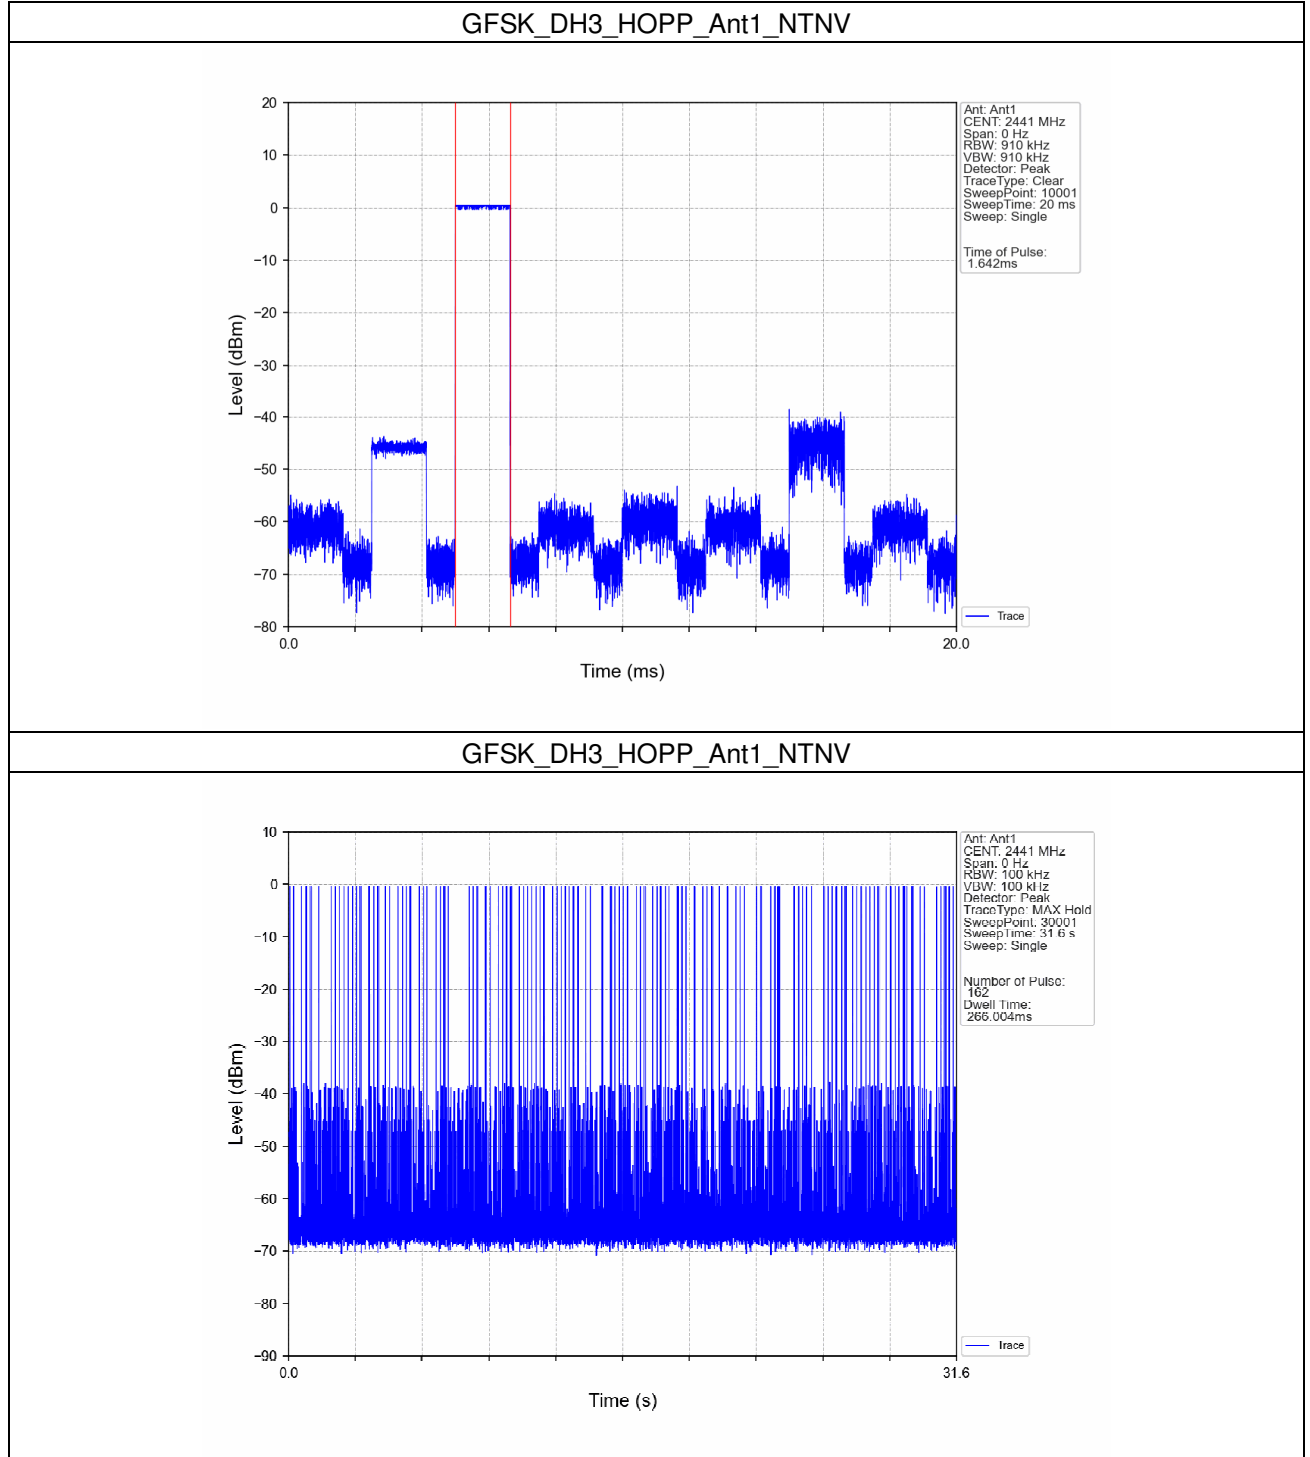 GFSK_DH3_HOPP_Ant1_NTNV
20
10
0
−10
−20
−30
−40
−50
−60
−70
−80
Level (dBm)
0.0
20.0
Time (ms)
Ant: Ant1
CENT: 2441 MHz
Span: 0 Hz
RBW: 910 kHz
VBW: 910 kHz
Detector: Peak
TraceType: Clear
SweepPoint: 10001
SweepTime: 20 ms
Sweep: Single
Time of Pulse:
1.642ms
Trace
GFSK_DH3_HOPP_Ant1_NTNV
10
0
−10
−20
−30
−40
−50
−60
−70
−80
−90
Level (dBm)
0.0
31.6
Time (s)
Ant: Ant1
CENT: 2441 MHz
Span: 0 Hz
RBW: 100 kHz
VBW: 100 kHz
Detector: Peak
TraceType: MAX Hold
SweepPoint: 30001
SweepTime: 31.6 s
Sweep: Single
Number of Pulse:
162
Dwell Time:
266.004ms
Trace